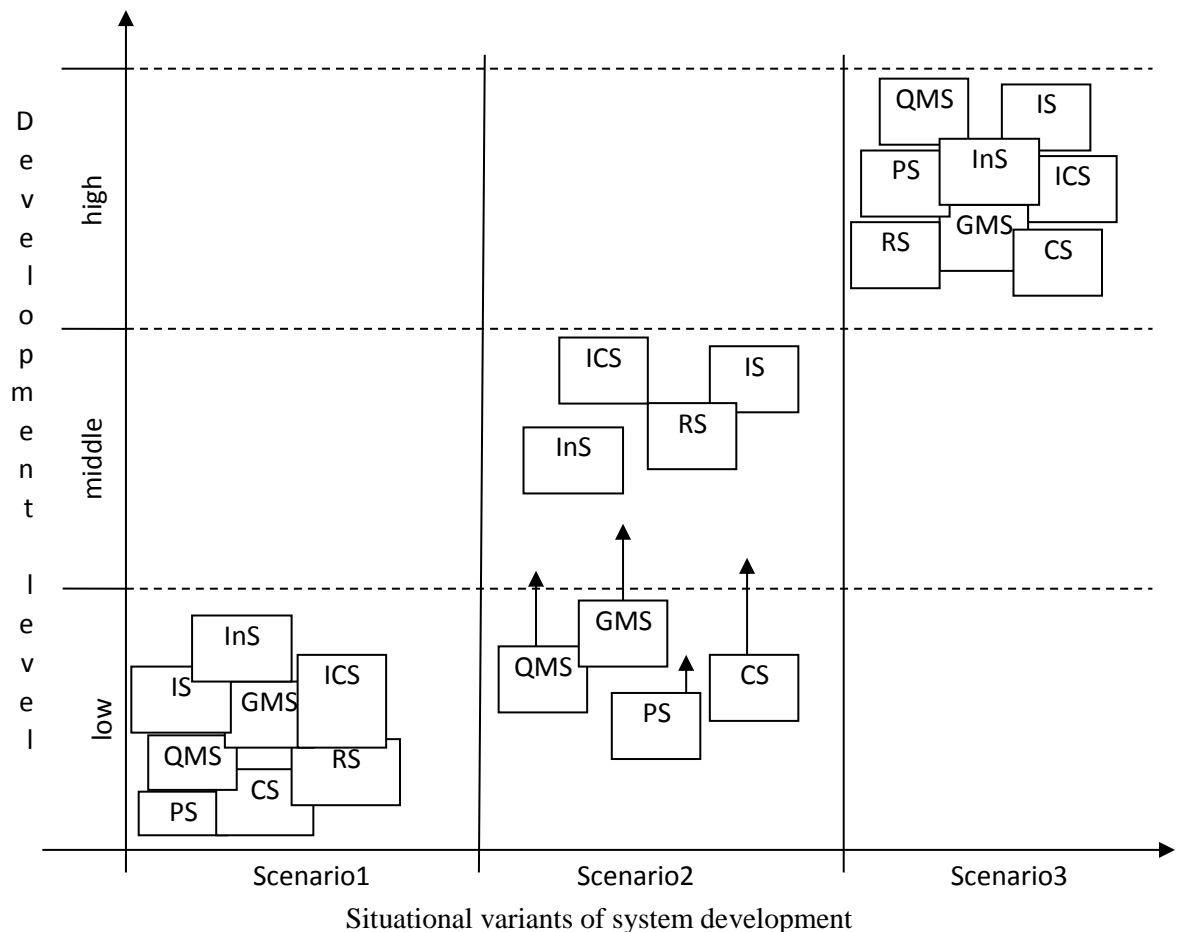 Development level
high
middle
low
QMS
IS
InS
PS
ICS
GMS
RS
CS
ICS
IS
RS
InS
GMS
QMS
CS
PS
InS
ICS
IS
GMS
QMS
RS
CS
PS
Scenario1
Scenario2
Scenario3
Situational variants of system development